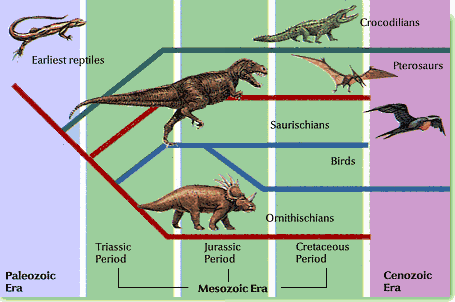 Crocodilians
Earliest reptiles
Pterosaurs
Saurischians
Birds
Ornithischians
Triassic
Period
Jurassic
Period
Cretaceous
Period
Paleozoic
Era
Mesozoic Era
Cenozoic
Era